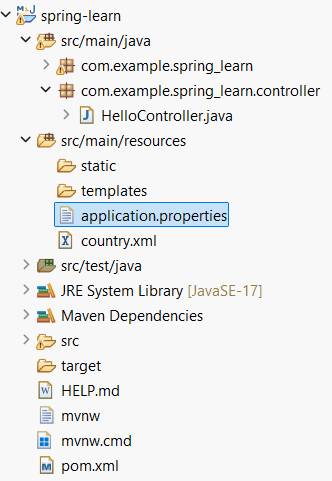 spring-learn
src/main/java
com.example.spring_learn
com.example.spring_learn.controller
HelloController.java
src/main/resources
static
templates
application.properties
country.xml
src/test/java
JRE System Library [JavaSE-17]
Maven Dependencies
src
target
HELP.md
mvnw
mvnw.cmd
pom.xml